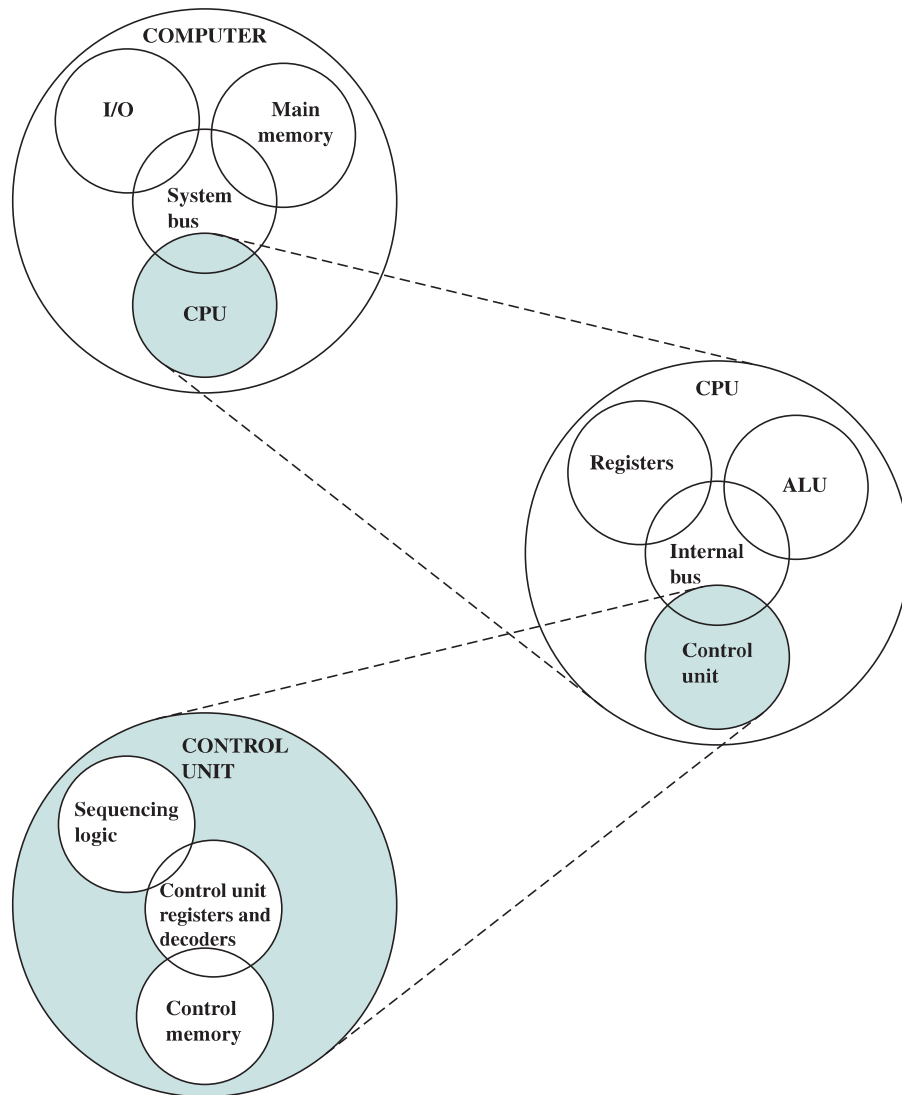 COMPUTER
I/O
Main
memory
System
bus
CPU
CPU
Registers
ALU
Internal
bus
Control
unit
CONTROL
UNIT
Sequencing
logic
Control unit
registers and
decoders
Control
memory